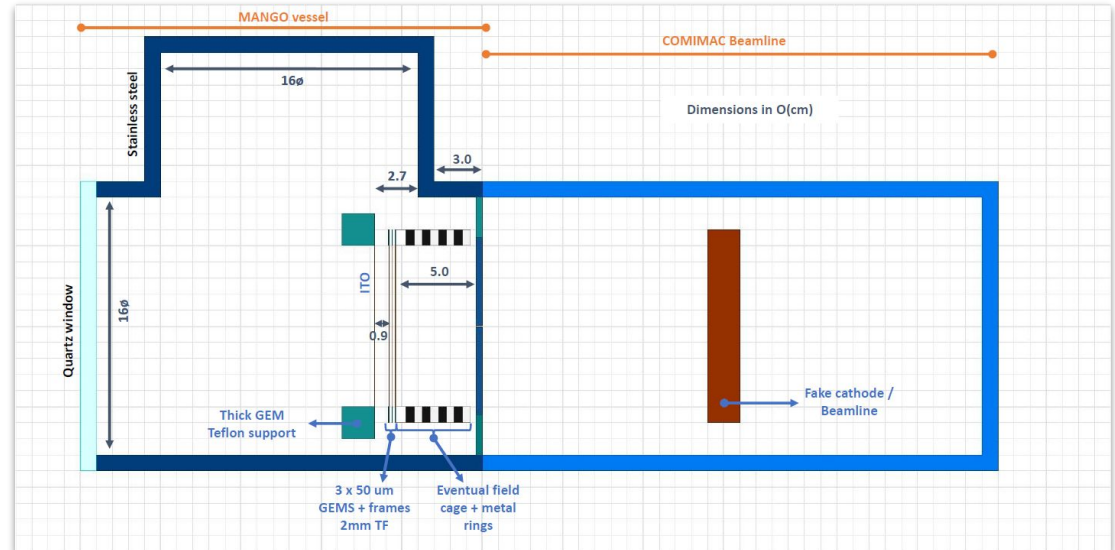 MANGO vessel
COMIMAC Beamline
16ø
Stainless steel
Dimensions in O(cm)
3.0
2.7
5.0
ITO
16ø
Quartz window
0.9
Thick GEM
Teflon support
Fake cathode /
Beamline
3 x 50 um
GEMS + frames
2mm TF
Eventual field
cage + metal
rings